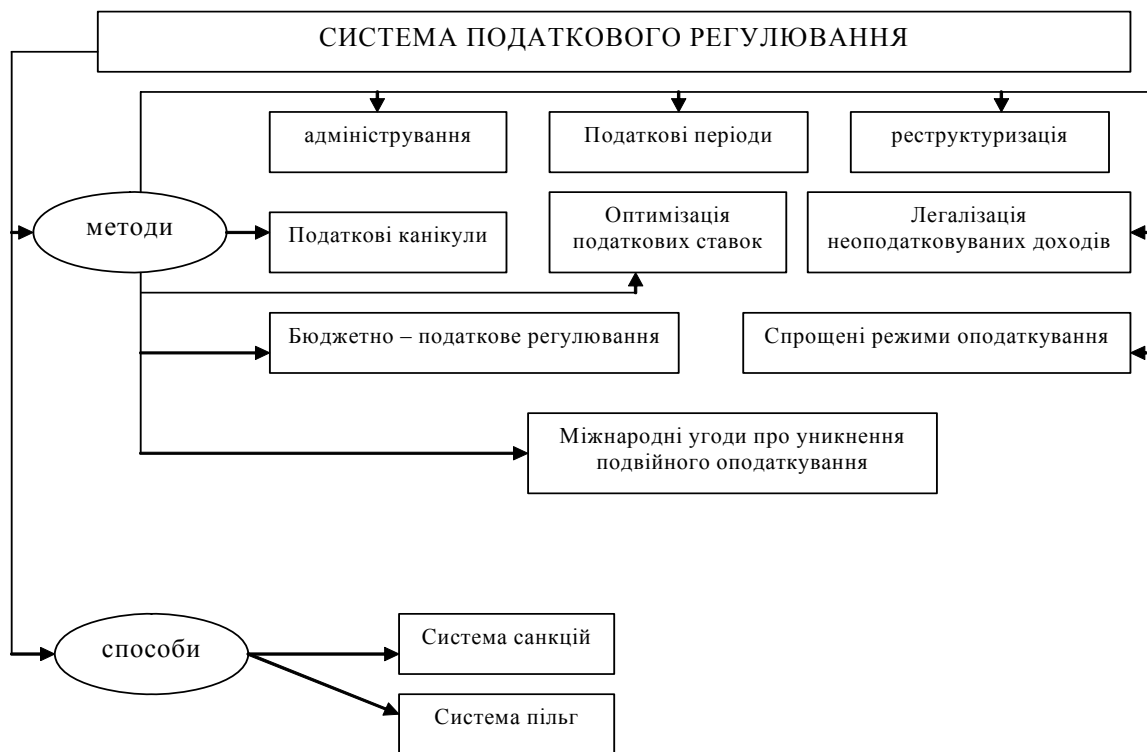 СИСТЕМА ПОДАТКОВОГО РЕГУЛЮВАННЯ
адміністрування
Податкові періоди
реструктуризація
методи
Податкові канікули
Оптимізація
податкових ставок
Легалізація
неоподатковуваних доходів
Бюджетно – податкове регулювання
Спрощені режими оподаткування
Міжнародні угоди про уникнення
подвійного оподаткування
способи
Система санкцій
Система пільг